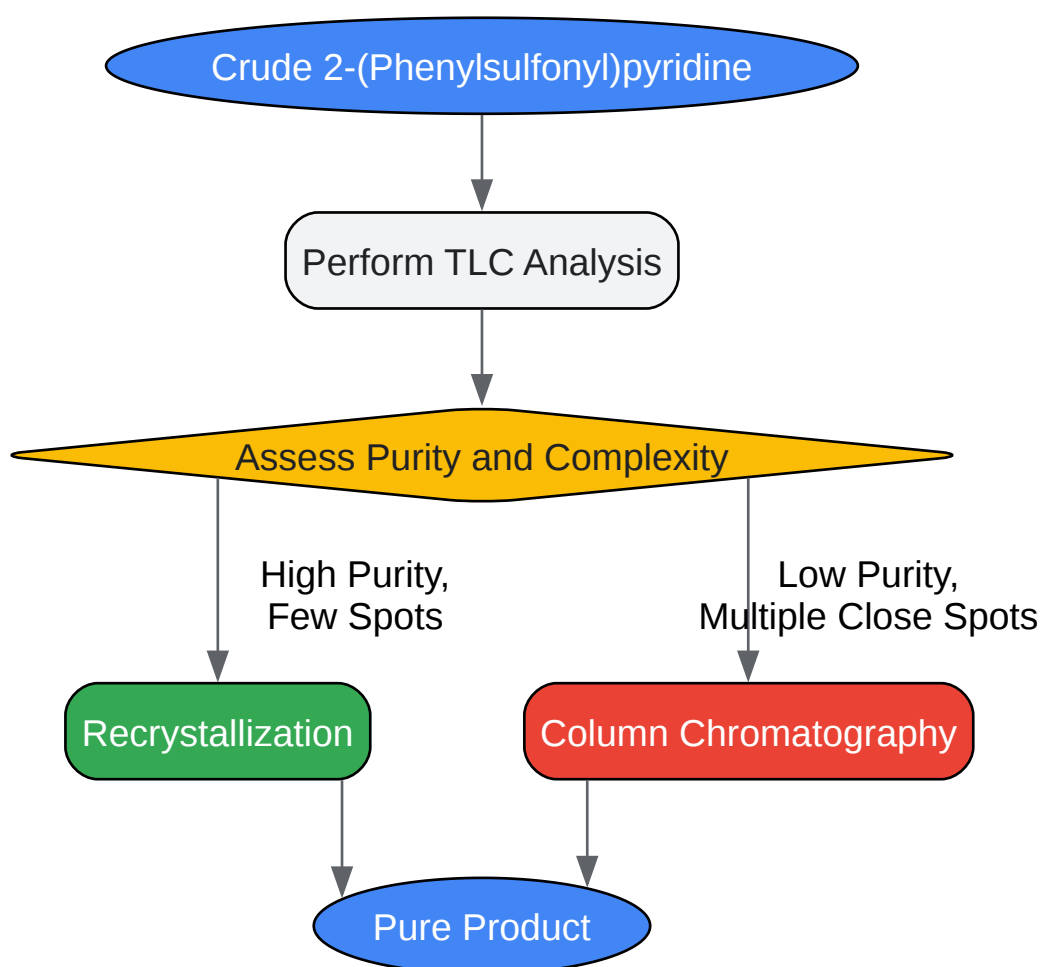 Crude 2-(Phenylsulfonyl)pyridine
Perform TLC Analysis
Assess Purity and Complexity
High Purity,
Few Spots
Low Purity,
Multiple Close Spots
Recrystallization
Column Chromatography
Pure Product